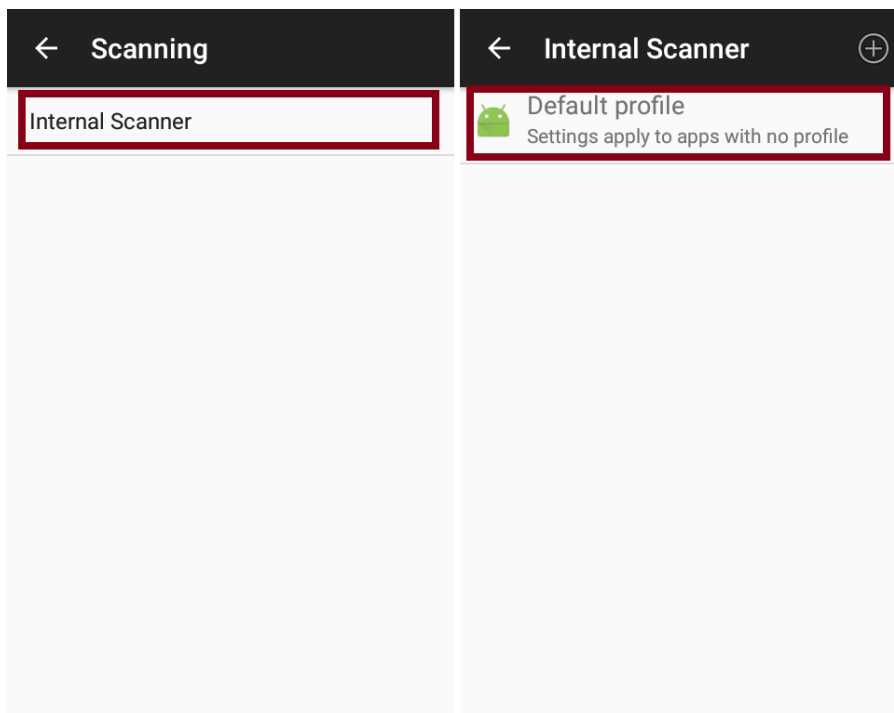 Scanning
Internal Scanner
Internal Scanner
Default profile
Settings apply to apps with no profile